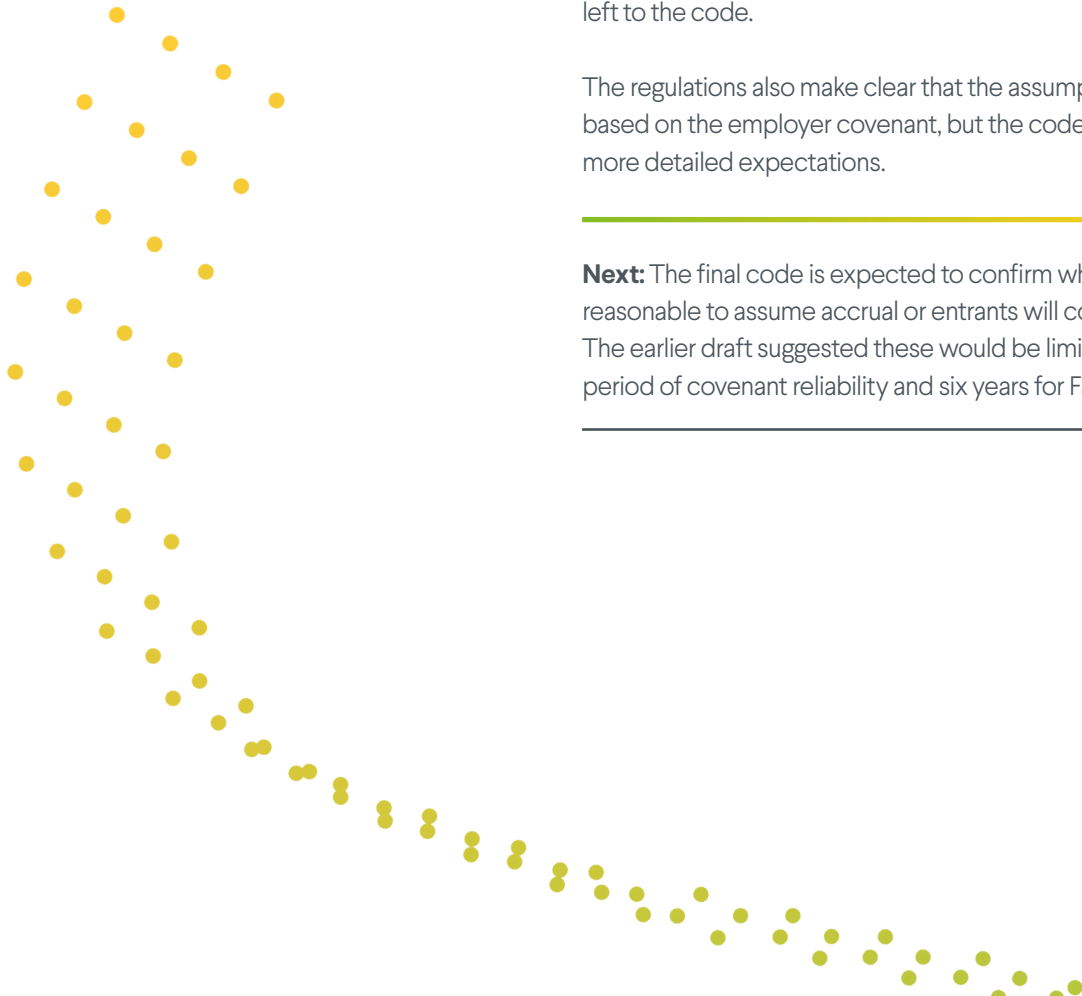 left to the code.
The regulations also make clear that the assump
based on the employer covenant, but the code
more detailed expectations.
Next: The final code is expected to confirm wh
reasonable to assume accrual or entrants will co
The earlier draft suggested these would be limi
period of covenant reliability and six years for F